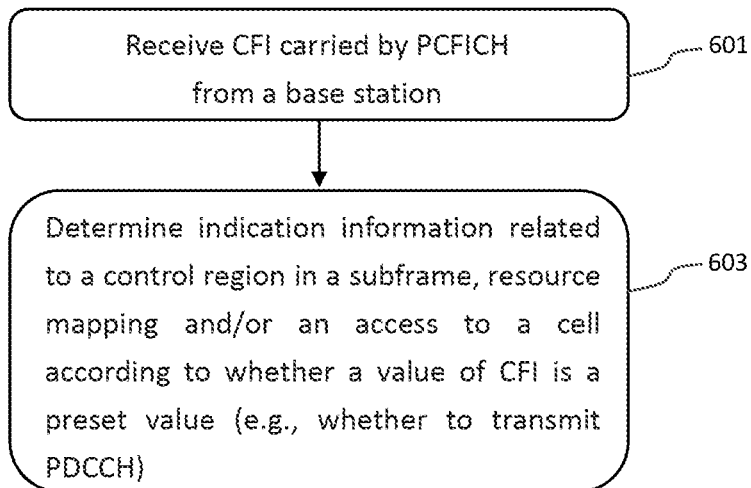 Receive CFI carried by PCFICH
from a base station
601
Determine indication information related
to a control region in a subframe, resource
mapping and/or an access to a cell
according to whether a value of CFI is a
preset value (e.g., whether to transmit
PDCCH)
603